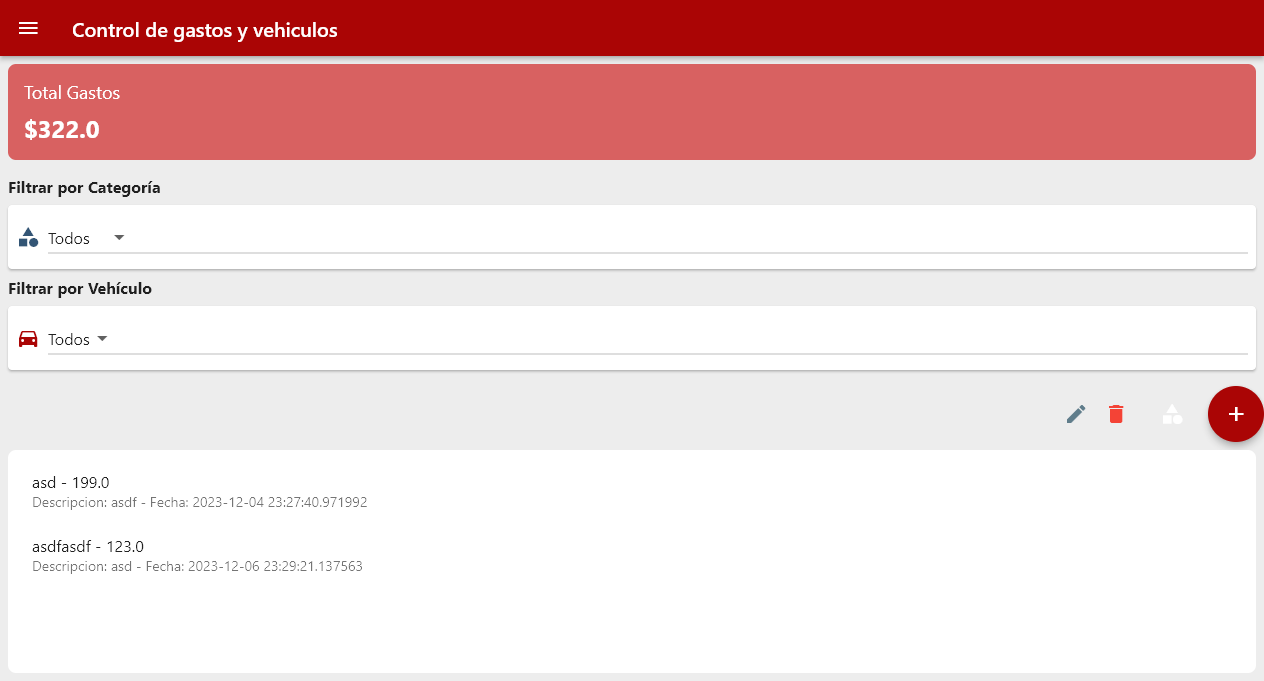 Control de gastos y vehiculos
Total Gastos
$322.0
Filtrar por Categoría
Todos
Filtrar por Vehículo
Todos
asd - 199.0
Descripcion: asdf - Fecha: 2023-12-04 23:27:40.971992
asdfasdf - 123.0
Descripcion: asd - Fecha: 2023-12-06 23:29:21.137563